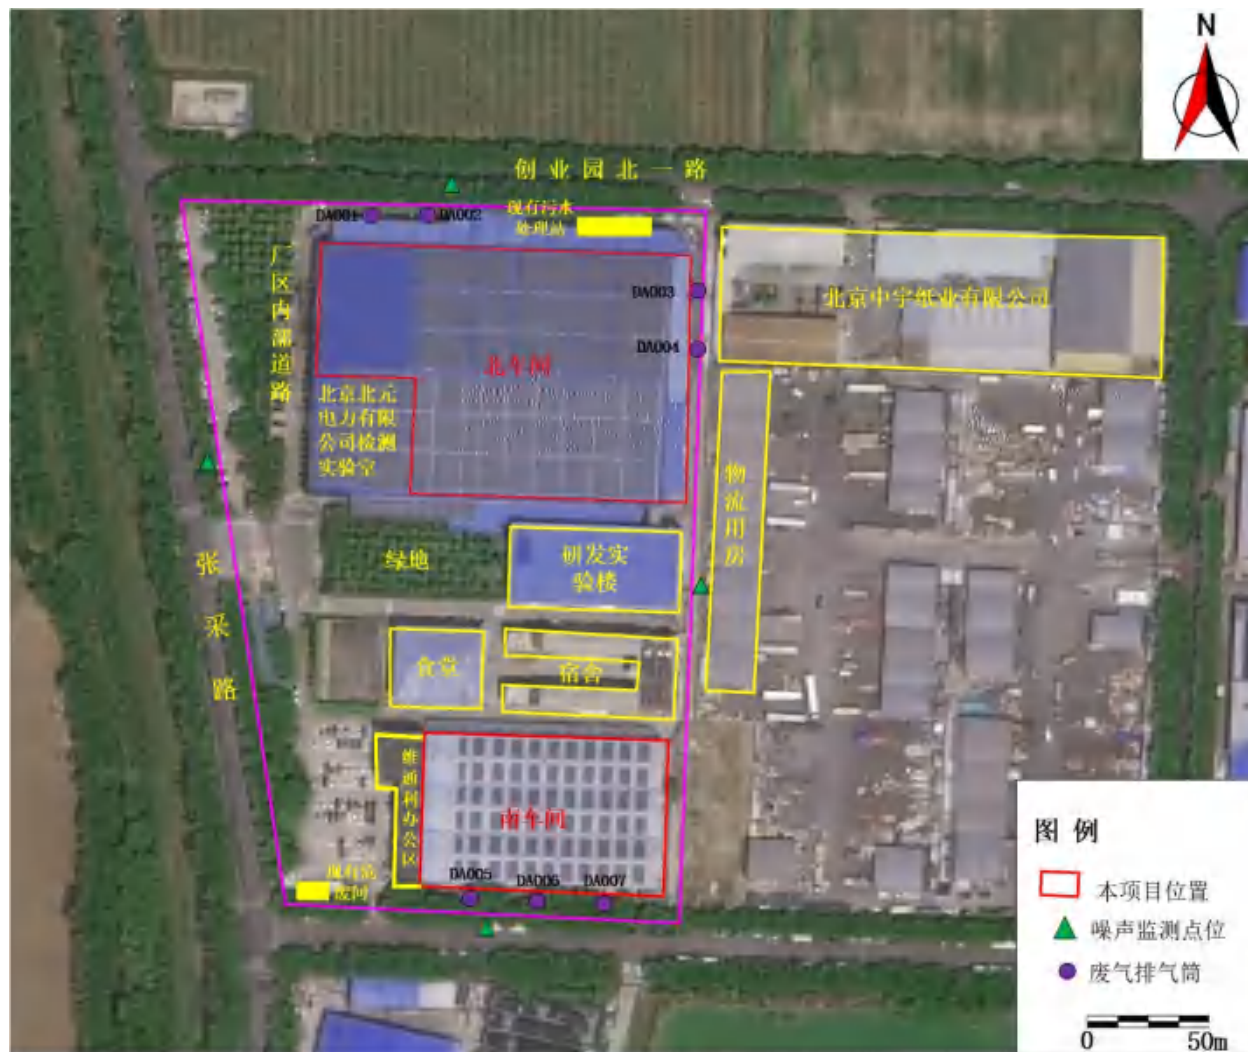 N
创业园北一路
DA001
DA002
现有污水
处理站
厂区内部道路
DA003
北京中宇纸业有限公司
DA004
北车间
北京北元
电力有限
公司检测
实验室
物流用房
绿地
研发实
验楼
张采路
食堂
宿舍
维通利办公区
南车间
现有危
废间
DA005
DA006
DA007
图 例
本项目位置
噪声监测点位
废气排气筒
0
50m